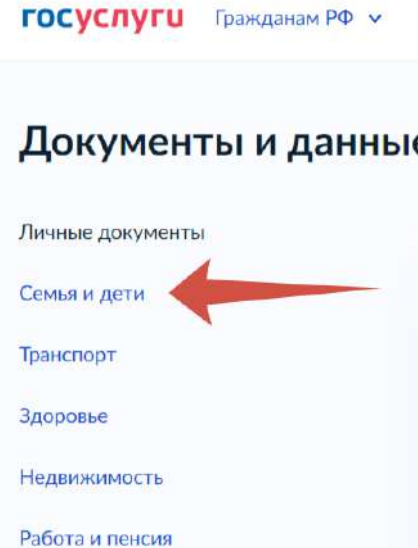 госуслуги Гражданам РФ
Документы и данные
Личные документы
Семья и дети
Транспорт
Здоровье
Недвижимость
Работа и пенсия